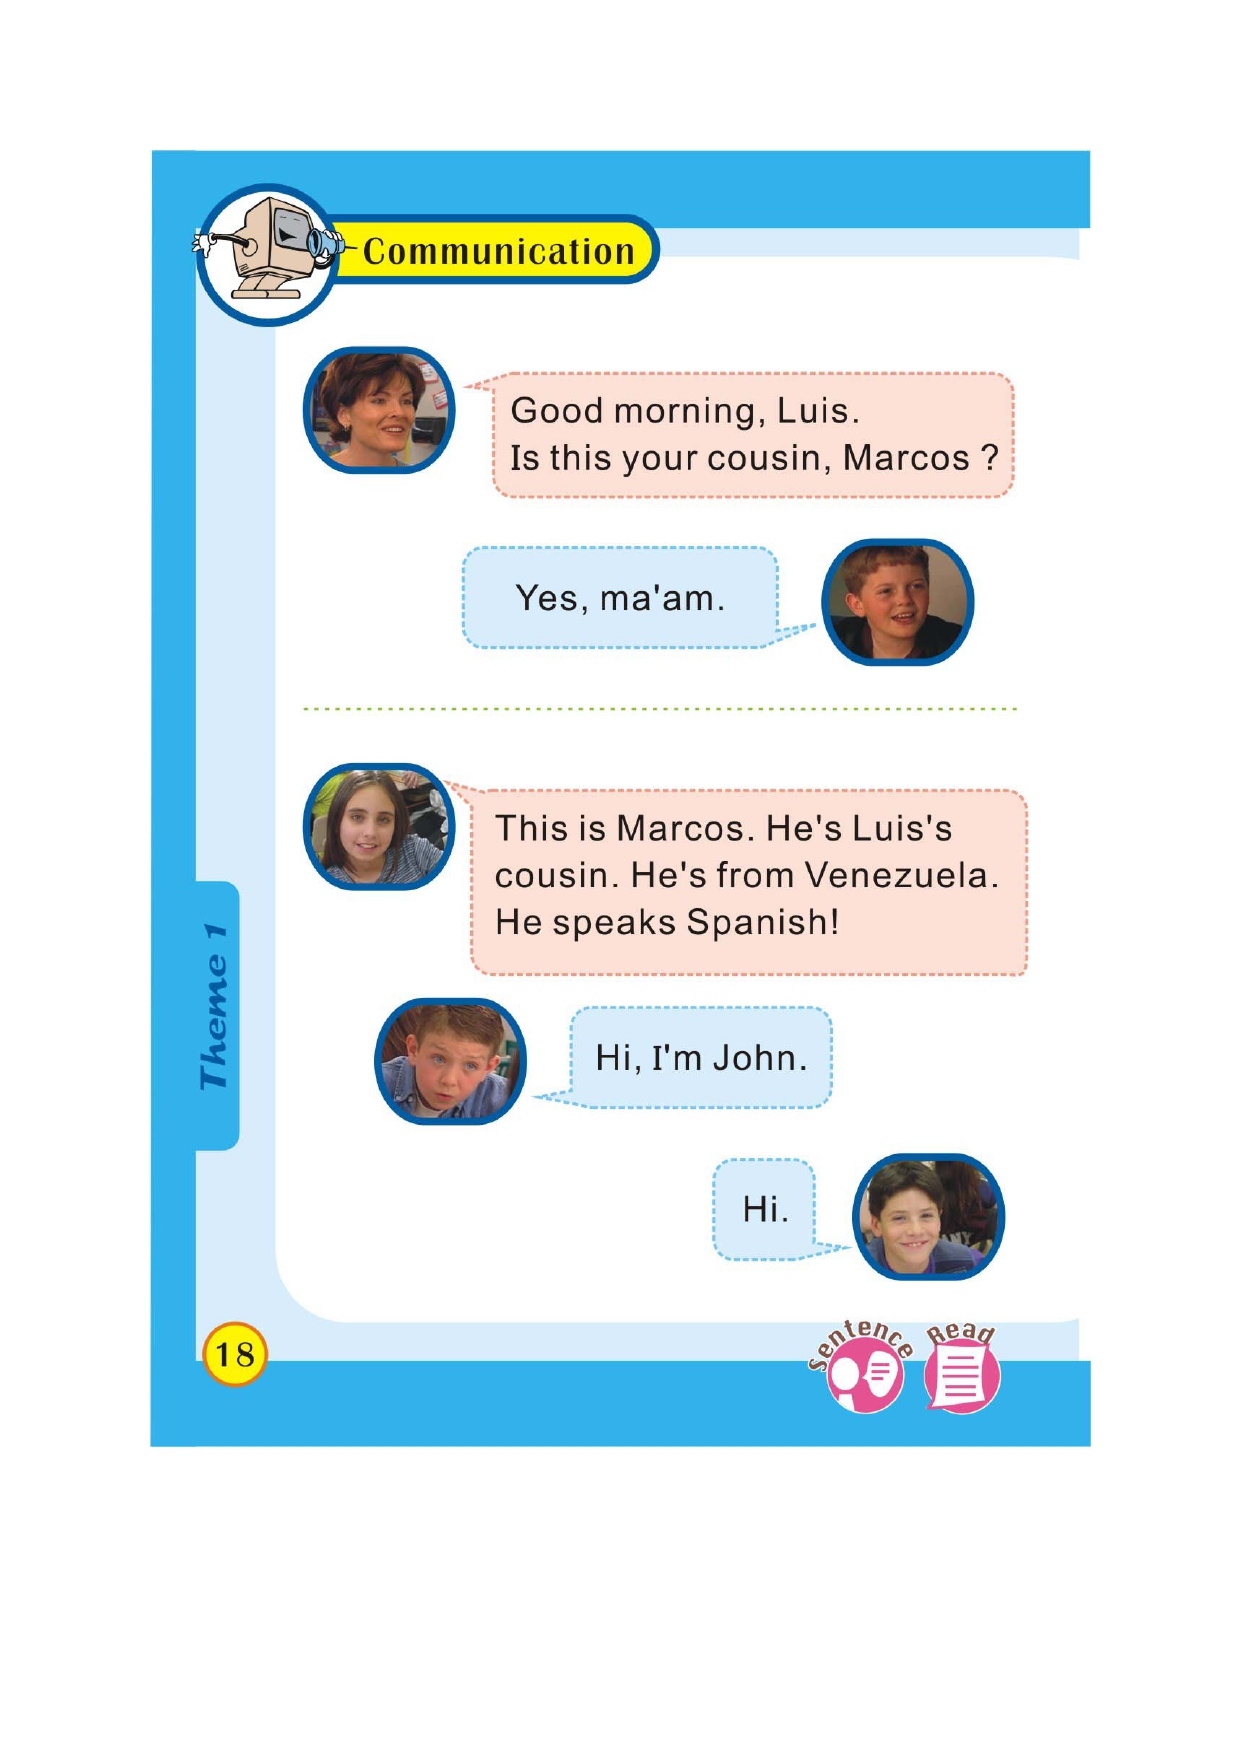 Communication
Good morning, Luis.
Is this your cousin, Marcos ?
Yes, ma'am.
This is Marcos. He's Luis's
cousin. He's from Venezuela.
He speaks Spanish!
Hi, I'm John.
Hi.
Theme 1
18
Sentence
Read